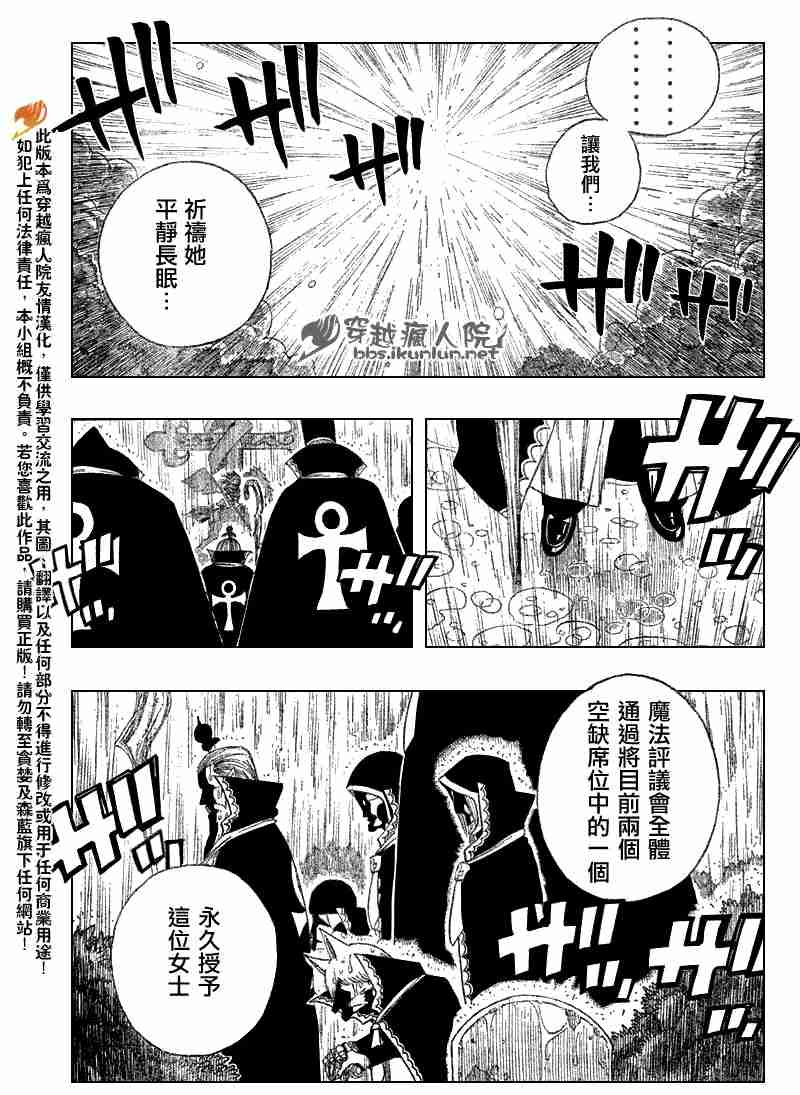 ………
讓我們…
祈禱她
平靜長眠…
ザ
ザ
ザ
ザ
穿越瘋人院
bbs.ikunlun.net
ザ
ザ
魔法評議會全體
通過將目前兩個
空缺席位中的一個
永久授予
這位女士
ザ
ザ
此版本爲穿越瘋人院友情漢化，僅供學習交流之用，其圖、翻譯以及任何部分不得進行修改或用于任何商業用途！
如犯上任何法律責任，本小組概不負責。若您喜歡此作品，請購買正版！請勿轉至貪婪及森藍旗下任何網站！